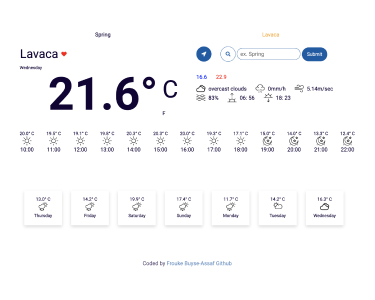 Spring Lavaca
Lavaca
ex. Spring Submit
Wednesday
21.6° C
F
16.6 22.9
overcast clouds 0mm/h 5.14m/sec
83% 06: 56 18: 23
20.0° C 19.5° C 19.1° C 19.8° C 20.3° C 20.3° C 20.0° C 19.3° C 17.1° C 15.0° C 14.0° C 13.3° C 12.4° C
10:00 11:00 12:00 13:00 14:00 15:00 16:00 17:00 18:00 19:00 20:00 21:00 22:00
13.0° C 14.2° C 19.9° C 17.4° C 11.7° C 14.2° C 16.3° C
Thursday Friday Saturday Sunday Monday Tuesday Wednesday
Coded by Frouke Buyse-Assaf Github